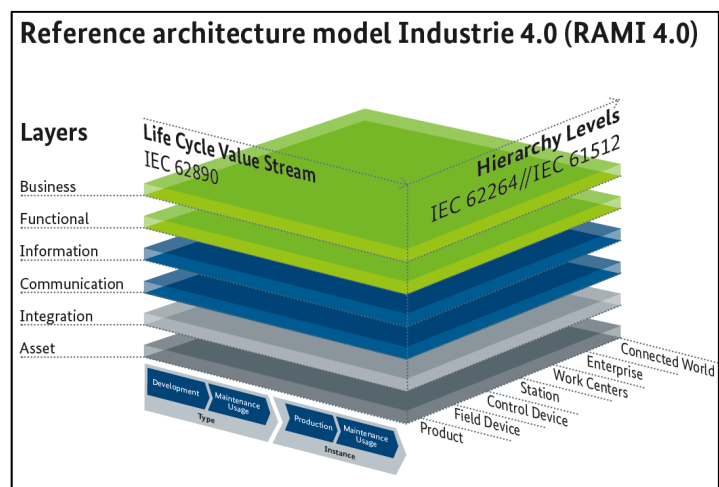 Reference architecture model Industrie 4.0 (RAMI 4.0)
Layers
Life Cycle Value Stream
IEC 62890
Hierarchy Levels
IEC 62264//IEC 61512
Business
Functional
Information
Communication
Integration
Asset
Connected World
Enterprise
Work Centers
Station
Control Device
Field Device
Product
Development
Maintenance
Usage
Type
Production
Maintenance
Usage
Instance